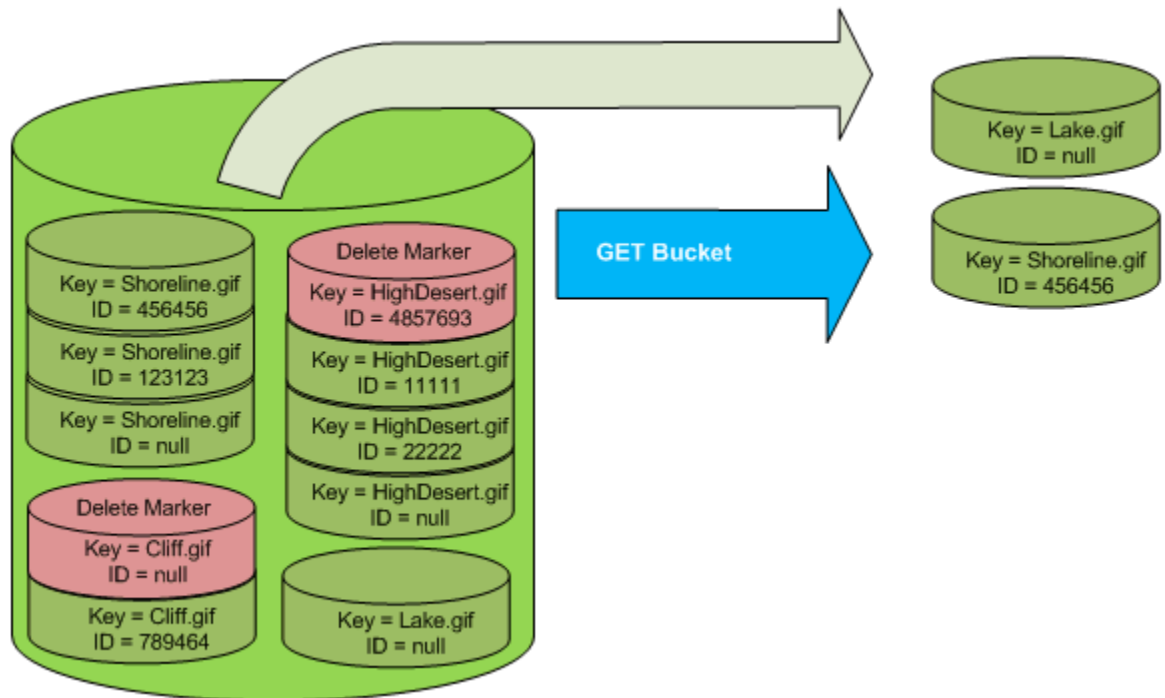 Key = Shoreline.gif
ID = 456456
Key = Shoreline.gif
ID = 123123
Key = Shoreline.gif
ID = null
Delete Marker
Key = Cliff.gif
ID = null
Key = Cliff.gif
ID = 789464
Delete Marker
Key = HighDesert.gif
ID = 4857693
Key = HighDesert.gif
ID = 11111
Key = HighDesert.gif
ID = 22222
Key = HighDesert.gif
ID = null
Key = Lake.gif
ID = null
GET Bucket
Key = Lake.gif
ID = null
Key = Shoreline.gif
ID = 456456